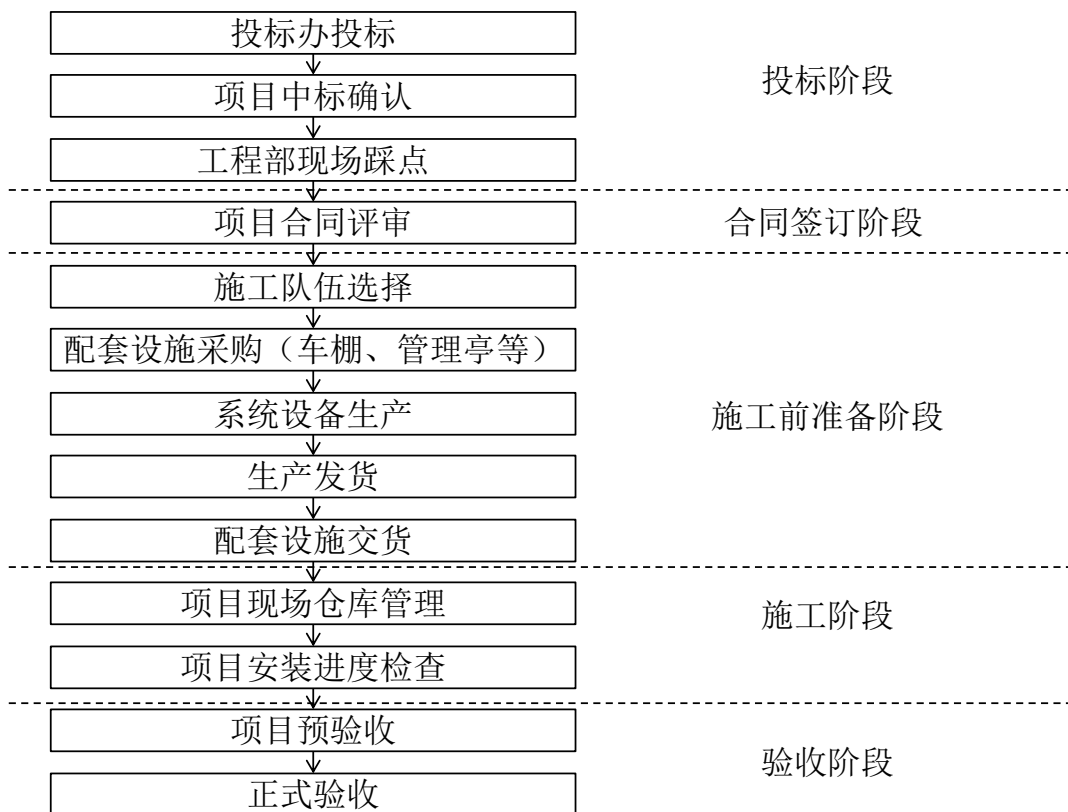 投标办投标
项目中标确认
投标阶段
工程部现场踩点
项目合同评审
合同签订阶段
施工队伍选择
配套设施采购（车棚、管理亭等）
系统设备生产
施工前准备阶段
生产发货
配套设施交货
项目现场仓库管理
施工阶段
项目安装进度检查
项目预验收
验收阶段
正式验收